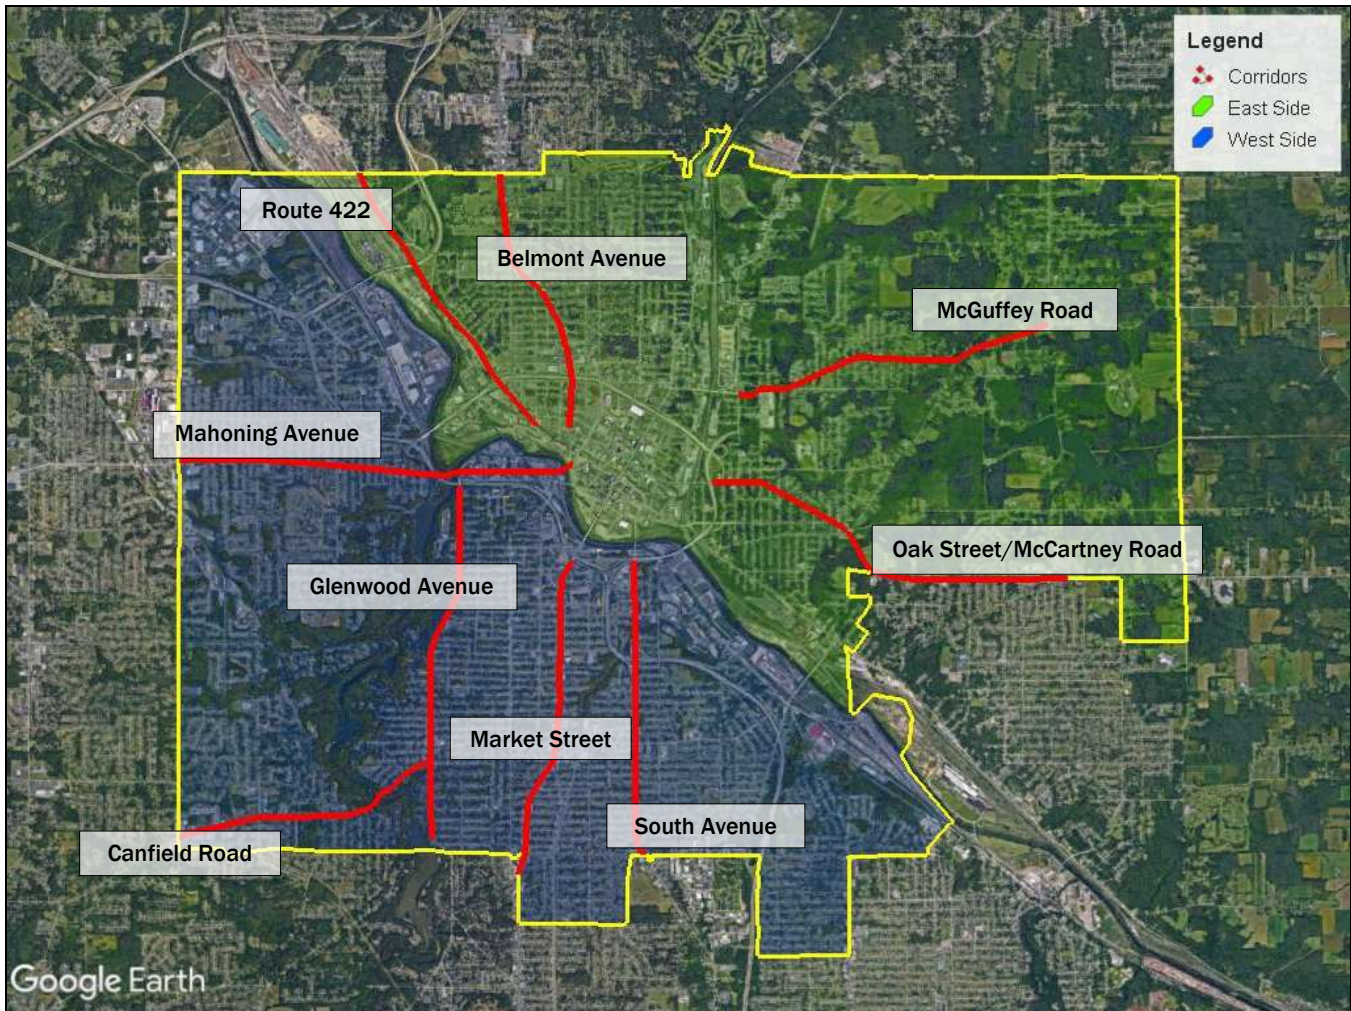 Legend
Corridors
East Side
West Side
Route 422
Belmont Avenue
McGuffey Road
Mahoning Avenue
Oak Street/McCartney Road
Glenwood Avenue
Market Street
South Avenue
Canfield Road
Google Earth